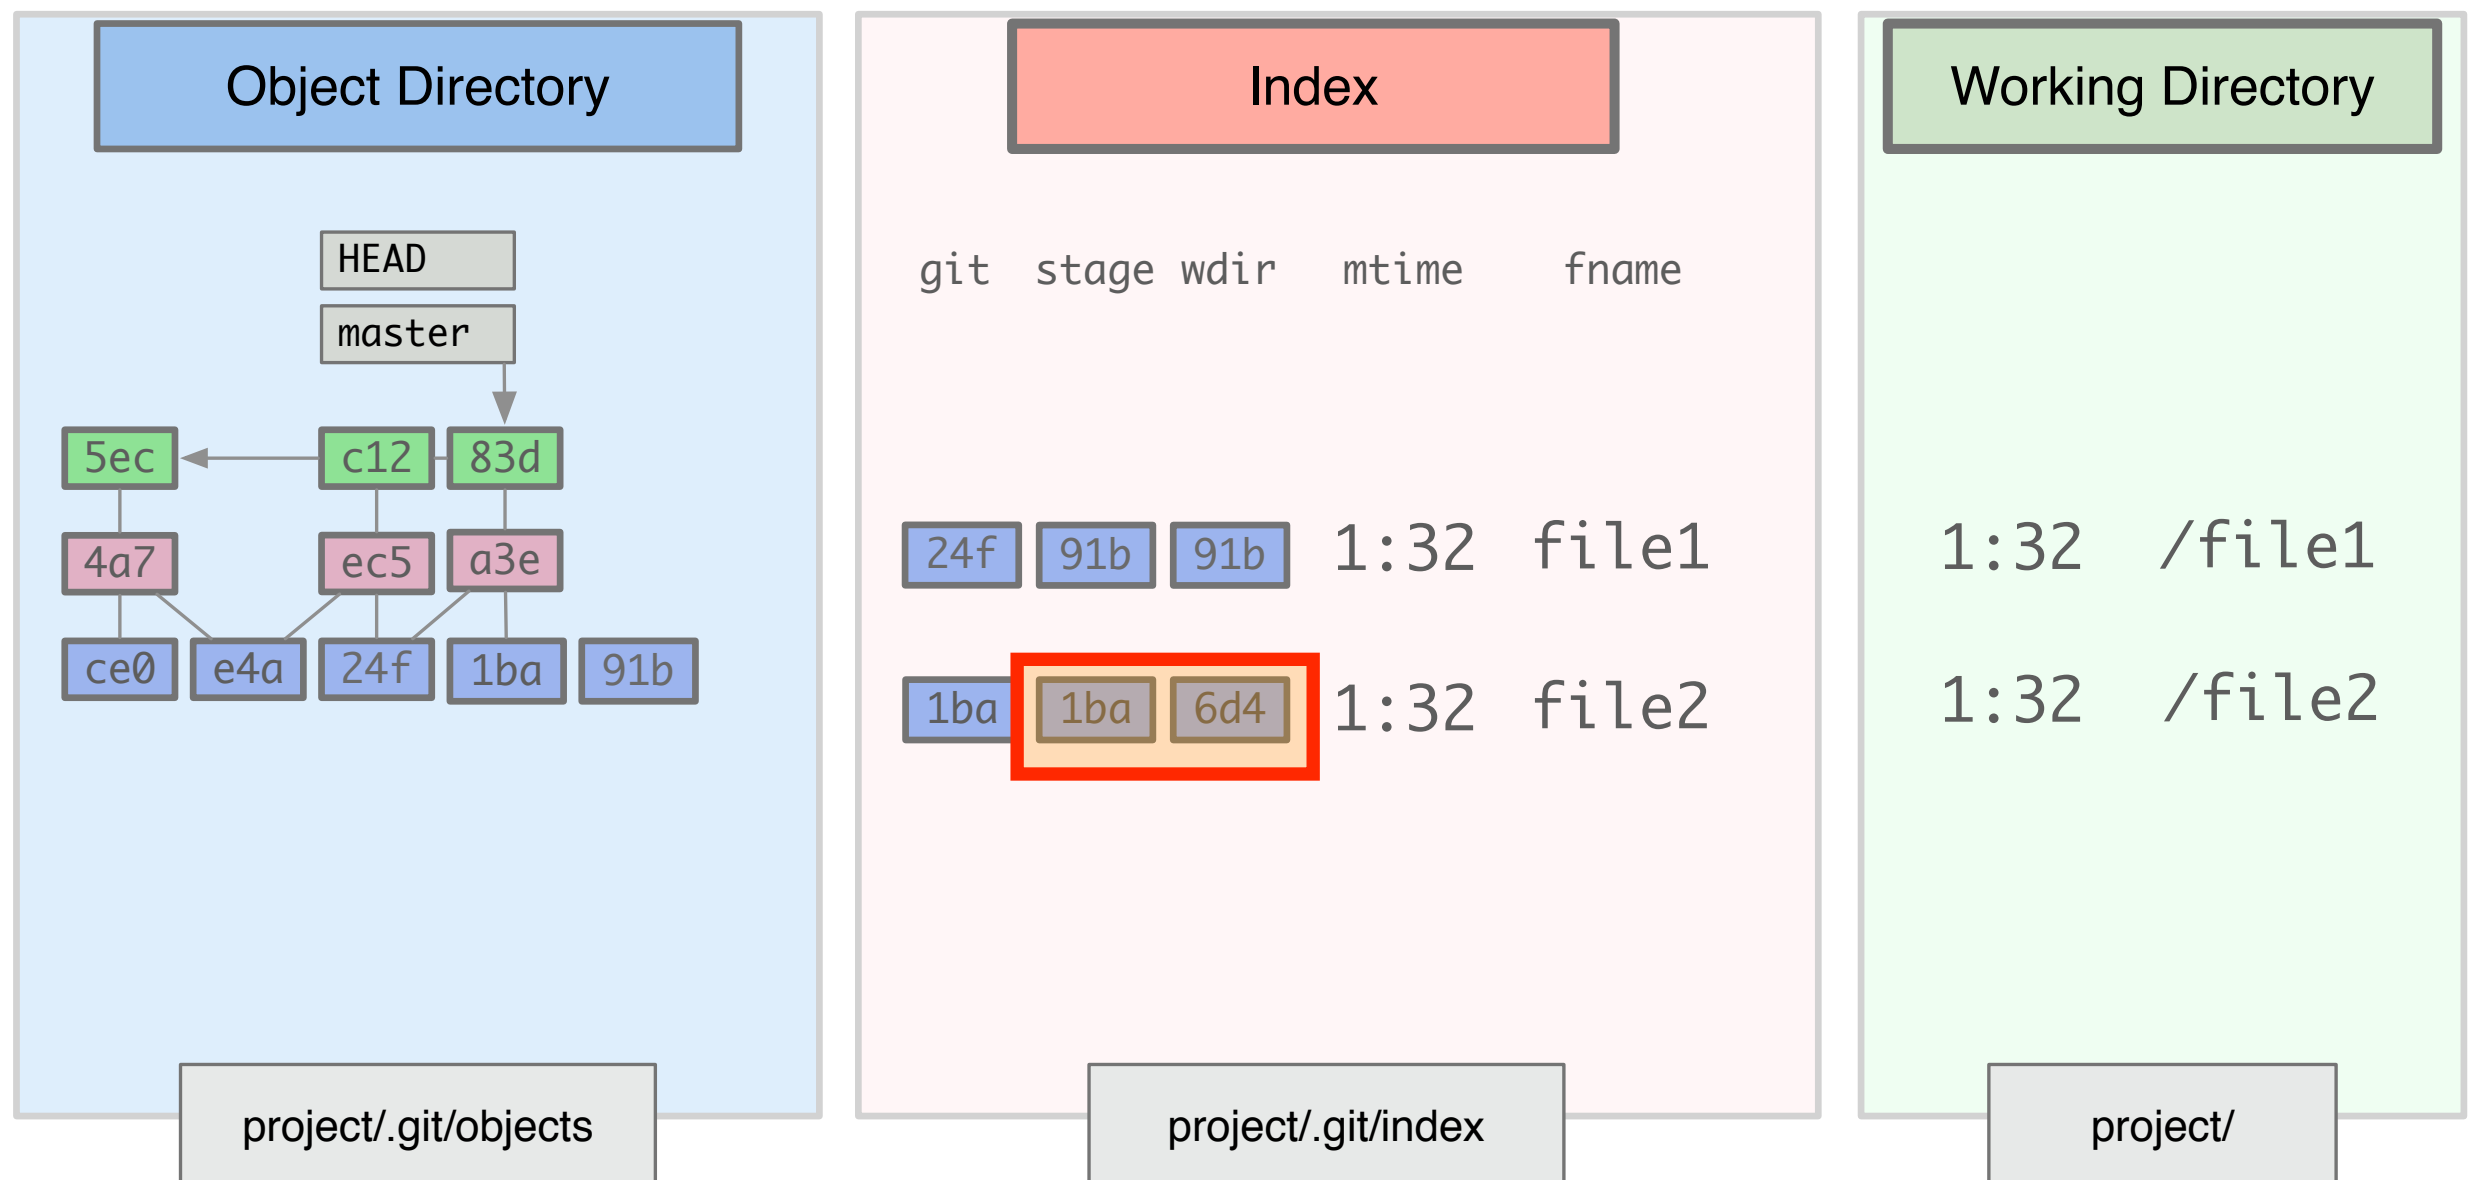 Object Directory
HEAD
master
5ec c12 83d
4a7 ec5 a3e
ce0 e4a 24f 1ba 91b
project/.git/objects
Index
git stage wdir mtime fname
24f 91b 91b 1:32 file1
1ba 1ba 6d4 1:32 file2
project/.git/index
Working Directory
1:32 /file1
1:32 /file2
project/